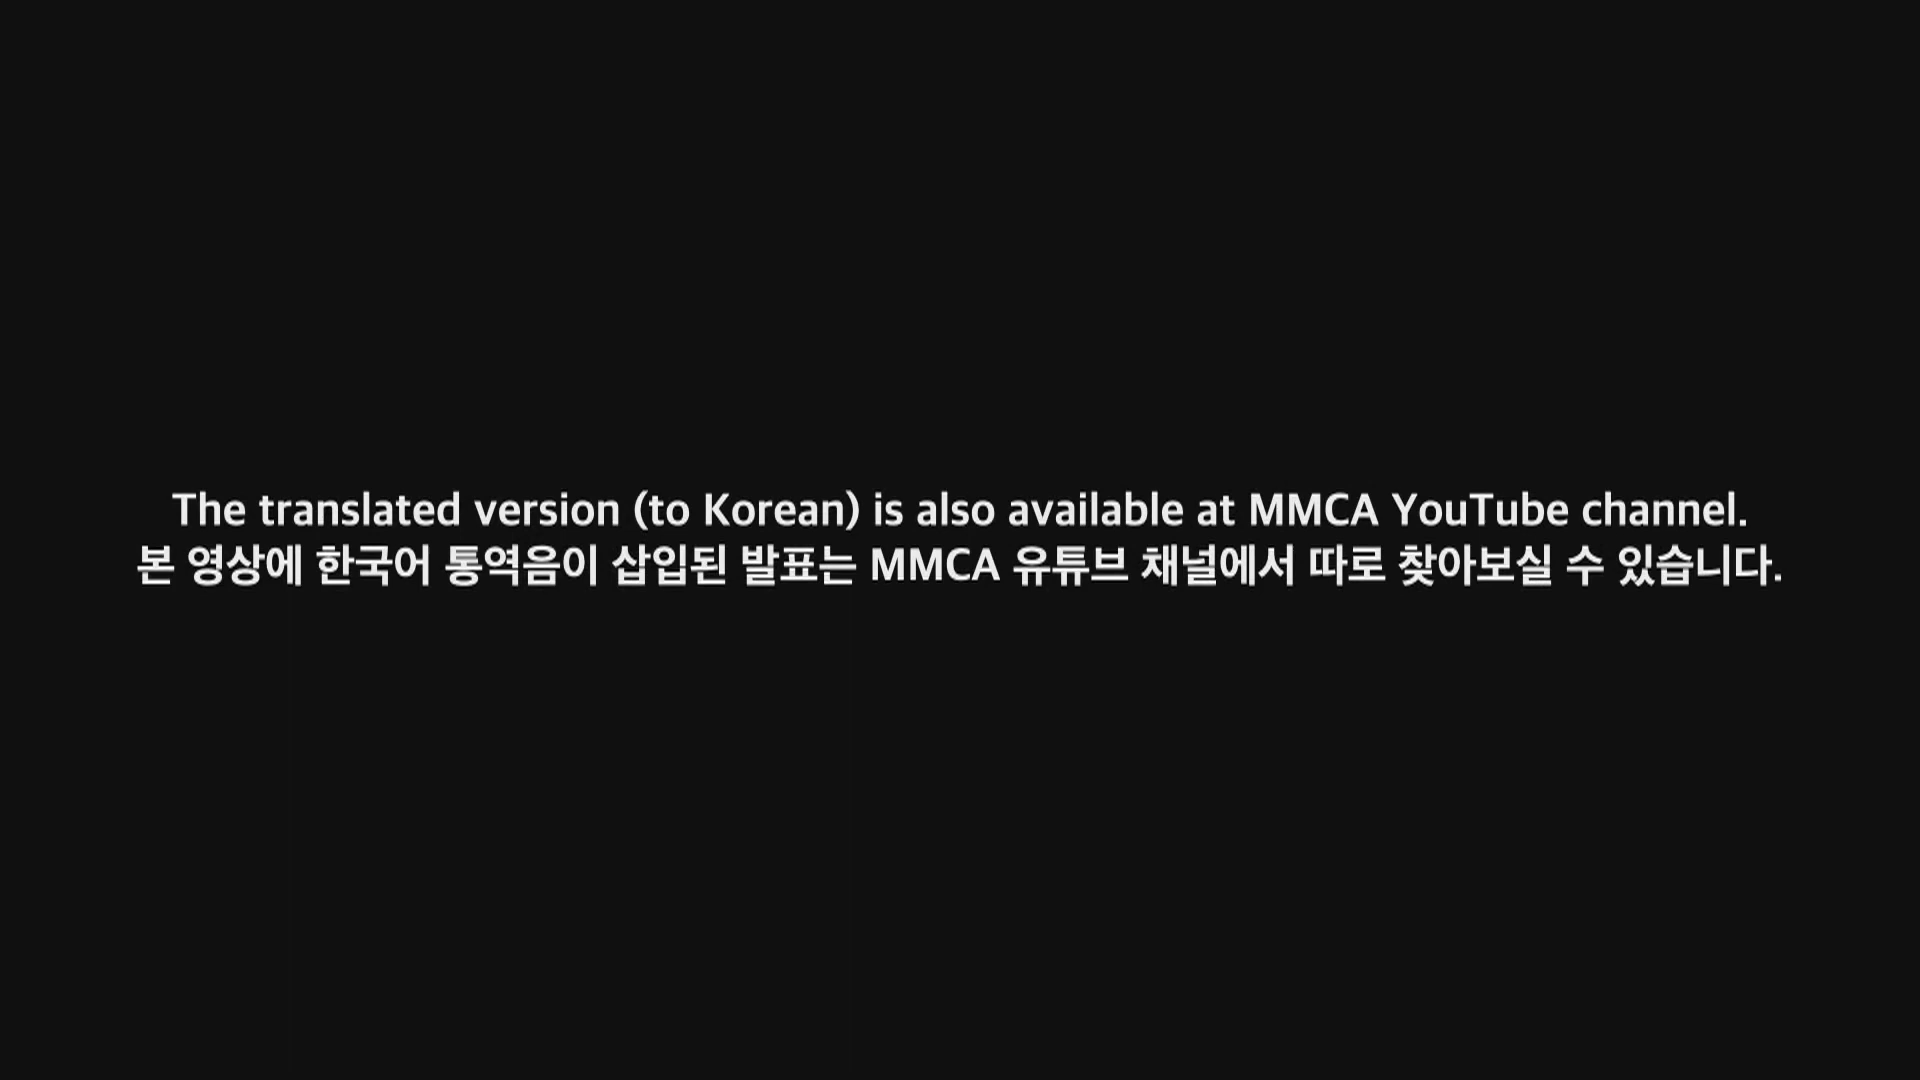 The translated version (to Korean) is also available at MMCA YouTube channel.
본 영상에 한국어 통역음이 삽입된 발표는 MMCA 유튜브 채널에서 따로 찾아보실 수 있습니다.